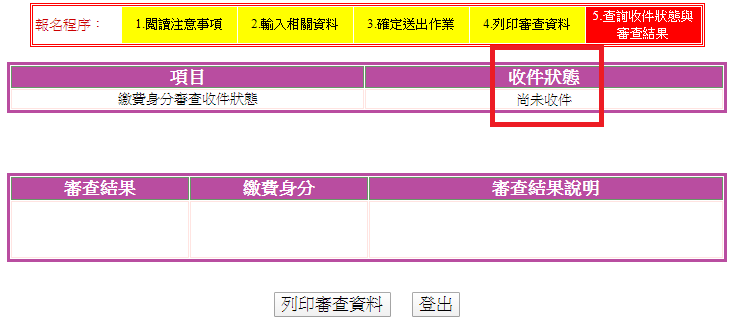 報名程序： 1.閱讀注意事項 2.輸入相關資料 3.確定送出作業 4.列印審查資料 5.查詢收件狀態與
審查結果
項目 收件狀態
繳費身分審查收件狀態 尚未收件
審查結果 繳費身分 審查結果說明
列印審查資料 登出